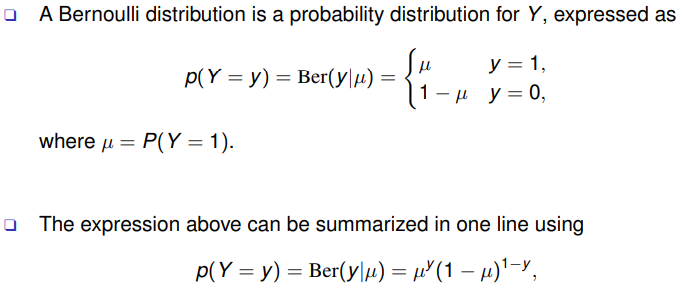 A Bernoulli distribution is a probability distribution for Y, expressed as
p(Y = y) = Ber(y|μ) = { μ y = 1,
1 − μ y = 0,
where μ = P(Y = 1).
The expression above can be summarized in one line using
p(Y = y) = Ber(y|μ) = μ^y(1 − μ)^{1−y},